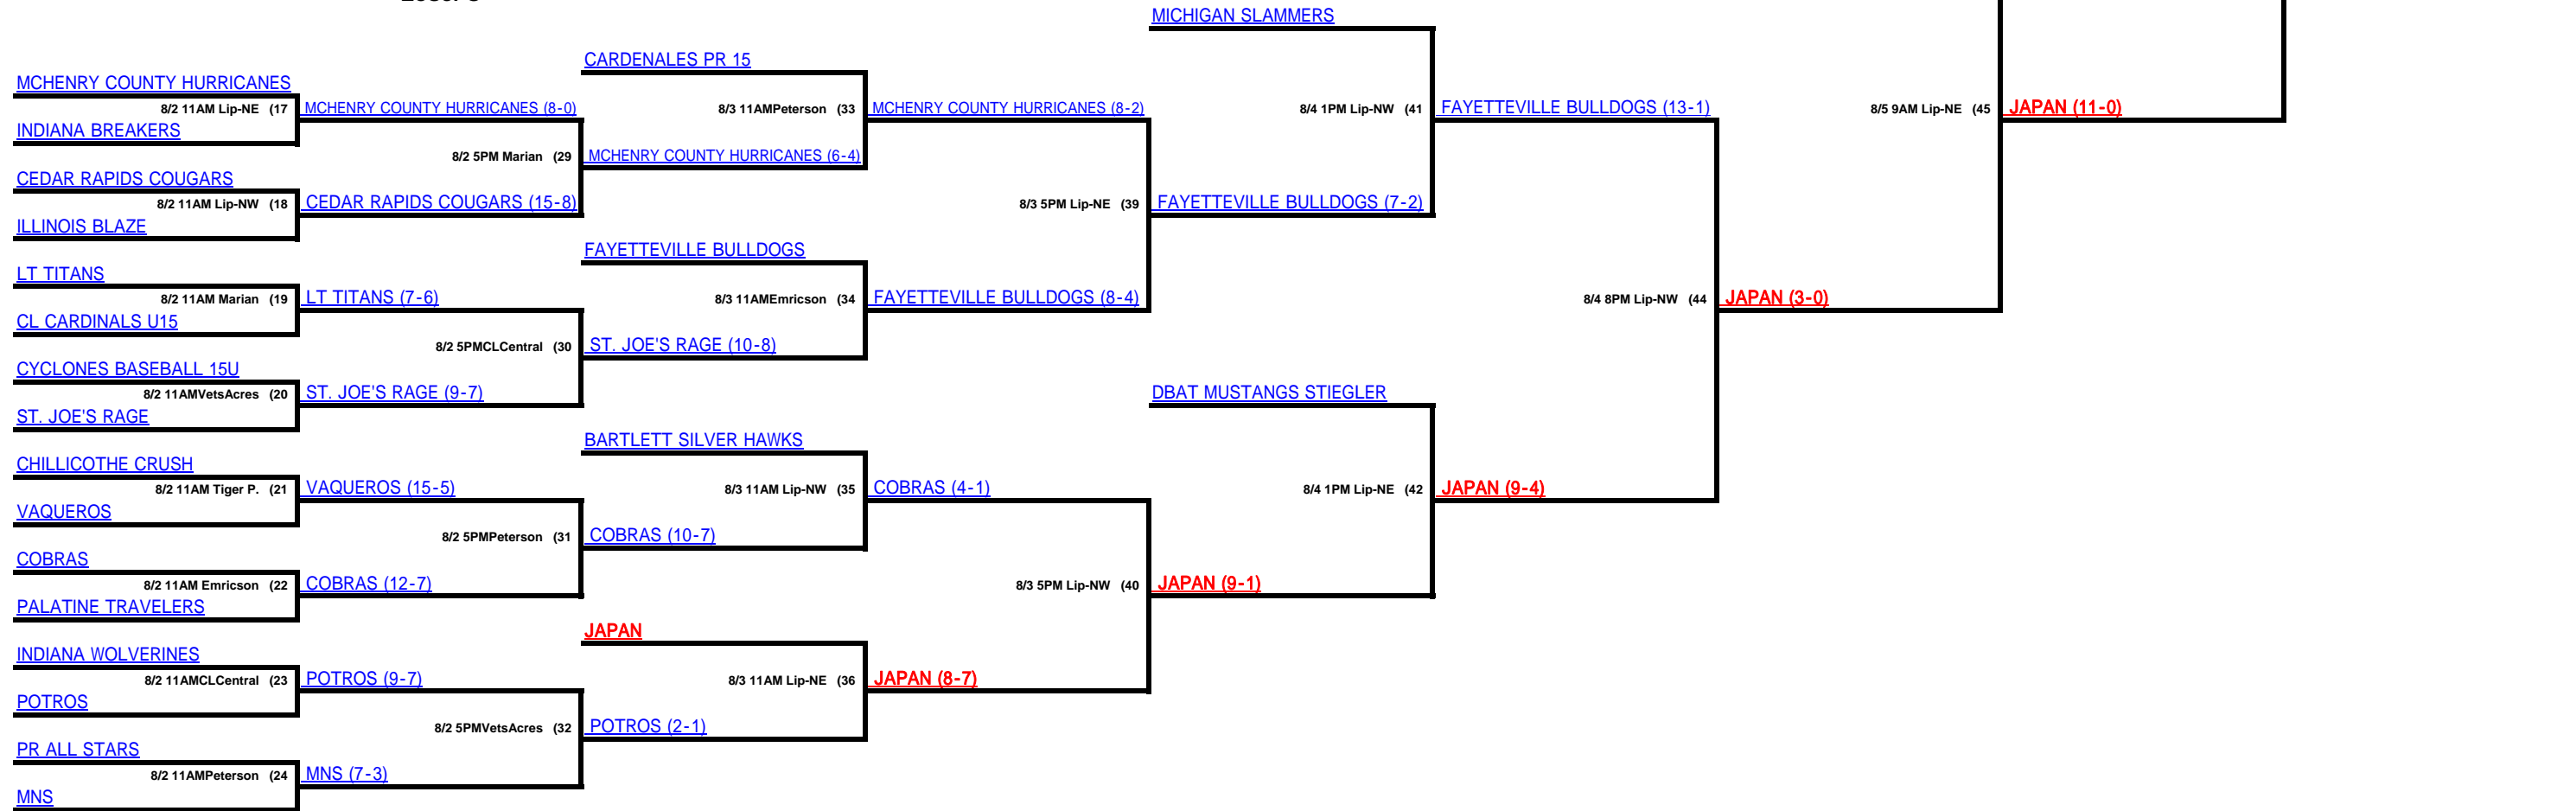 MICHIGAN SLAMMERS
CARDENALES PR 15
MCHENRY COUNTY HURRICANES
8/2 11AM Lip-NE (17
MCHENRY COUNTY HURRICANES (8-0)
8/3 11AMPeterson (33
MCHENRY COUNTY HURRICANES (8-2)
8/4 1PM Lip-NW (41
FAYETTEVILLE BULLDOGS (13-1)
8/5 9AM Lip-NE (45
JAPAN (11-0)
INDIANA BREAKERS
8/2 5PM Marian (29
MCHENRY COUNTY HURRICANES (6-4)
CEDAR RAPIDS COUGARS
8/2 11AM Lip-NW (18
CEDAR RAPIDS COUGARS (15-8)
8/3 5PM Lip-NE (39
FAYETTEVILLE BULLDOGS (7-2)
ILLINOIS BLAZE
FAYETTEVILLE BULLDOGS
LT TITANS
8/2 11AM Marian (19
LT TITANS (7-6)
8/3 11AMEmricson (34
FAYETTEVILLE BULLDOGS (8-4)
8/4 8PM Lip-NW (44
JAPAN (3-0)
CL CARDINALS U15
8/2 5PMCLCentral (30
ST. JOE'S RAGE (10-8)
CYCLONES BASEBALL 15U
8/2 11AMVetsAcres (20
ST. JOE'S RAGE (9-7)
DBAT MUSTANGS STIEGLER
ST. JOE'S RAGE
BARTLETT SILVER HAWKS
CHILLICOTHE CRUSH
8/2 11AM Tiger P. (21
VAQUEROS (15-5)
8/3 11AM Lip-NW (35
COBRAS (4-1)
8/4 1PM Lip-NE (42
JAPAN (9-4)
VAQUEROS
8/2 5PMPeterson (31
COBRAS (10-7)
COBRAS
8/2 11AM Emricson (22
COBRAS (12-7)
8/3 5PM Lip-NW (40
JAPAN (9-1)
PALATINE TRAVELERS
JAPAN
INDIANA WOLVERINES
8/2 11AMCLCentral (23
POTROS (9-7)
8/3 11AM Lip-NE (36
JAPAN (8-7)
POTROS
8/2 5PMVetsAcres (32
POTROS (2-1)
PR ALL STARS
8/2 11AMPeterson (24
MNS (7-3)
MNS